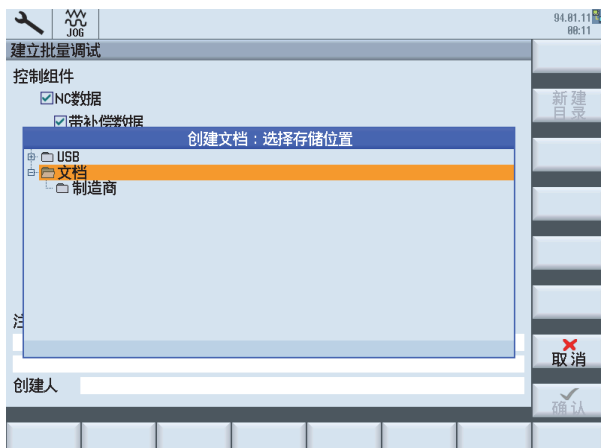 JOG
94.01.11
08:11
建立批量调试
控制组件
NC数据
带补偿数据
创建文档：选择存储位置
USB
文档
制造商
创建人
新建
目录
取消
确认